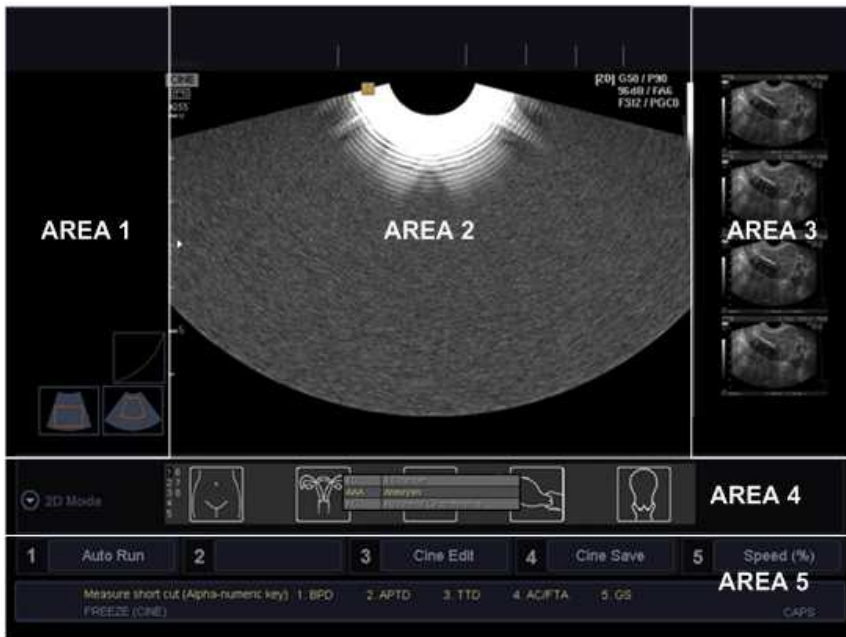 CINE
[2D] G50 / P90
96dB / FA6
FSI2 / PGC0
255
AREA 1
AREA 2
AREA 3
AREA 4
2D Mode
AAA Aneurysm
1 Auto Run 2 3 Cine Edit 4 Cine Save 5 Speed (%)
AREA 5
Measure short cut (Alpha-numeric key) 1. BPD 2. APTD 3. TTD 4. AC/FTA 5. GS
FREEZE (CINE) CAPS